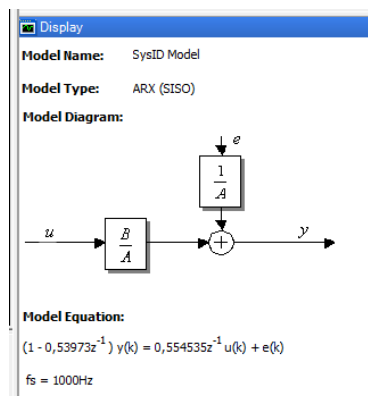 Display
Model Name: SysID Model
Model Type: ARX (SISO)
Model Diagram:
e
1
A
u
B
A
+
y
Model Equation:
(1 - 0,53973z⁻¹ ) y(k) = 0,554535z⁻¹ u(k) + e(k)
fs = 1000Hz